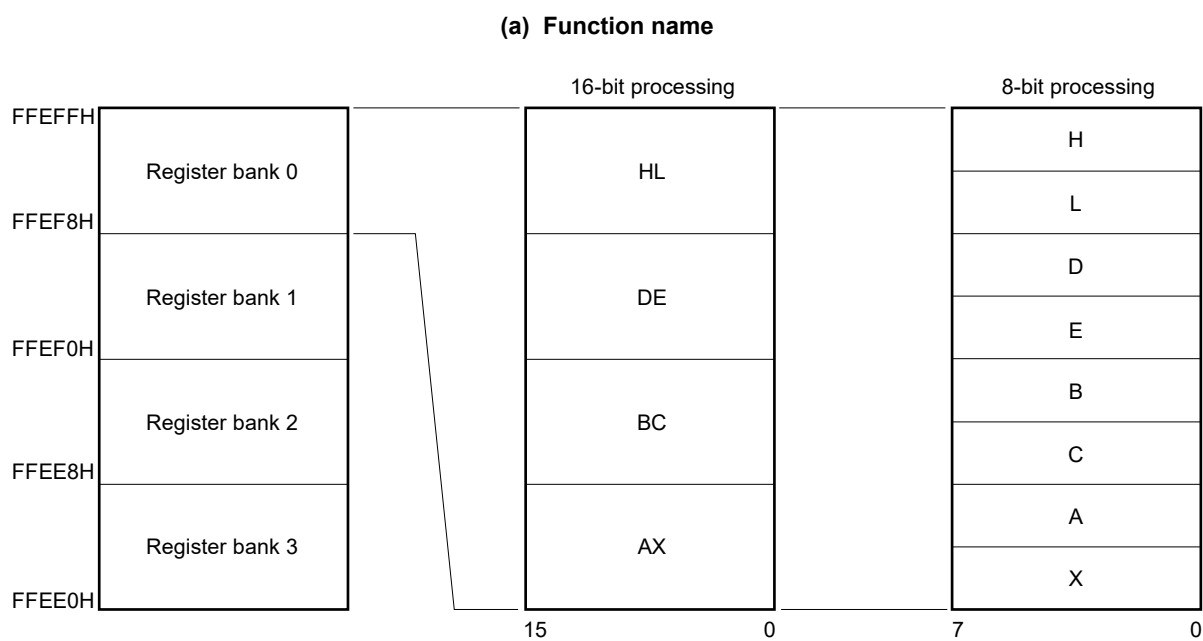 (a) Function name
16-bit processing
8-bit processing
FFEFFH
Register bank 0
HL
H
L
FFEF8H
Register bank 1
DE
D
E
FFEF0H
Register bank 2
BC
B
C
FFEE8H
Register bank 3
AX
A
X
FFEE0H
15 0 7 0